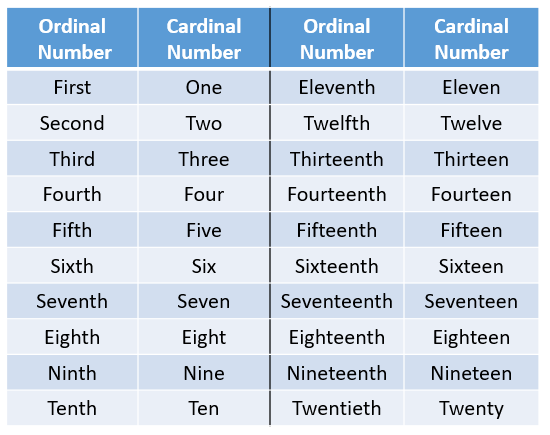 Ordinal Number Cardinal Number Ordinal Number Cardinal Number
First One Eleventh Eleven
Second Two Twelfth Twelve
Third Three Thirteenth Thirteen
Fourth Four Fourteenth Fourteen
Fifth Five Fifteenth Fifteen
Sixth Six Sixteenth Sixteen
Seventh Seven Seventeenth Seventeen
Eighth Eight Eighteenth Eighteen
Ninth Nine Nineteenth Nineteen
Tenth Ten Twentieth Twenty